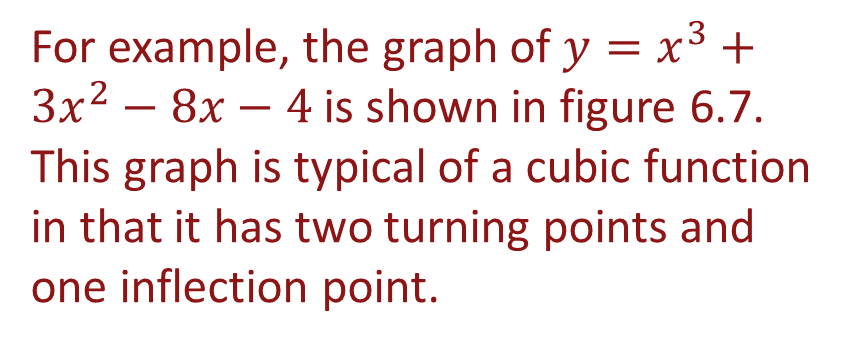 For example, the graph of y = x³ +
3x² − 8x − 4 is shown in figure 6.7.
This graph is typical of a cubic function
in that it has two turning points and
one inflection point.